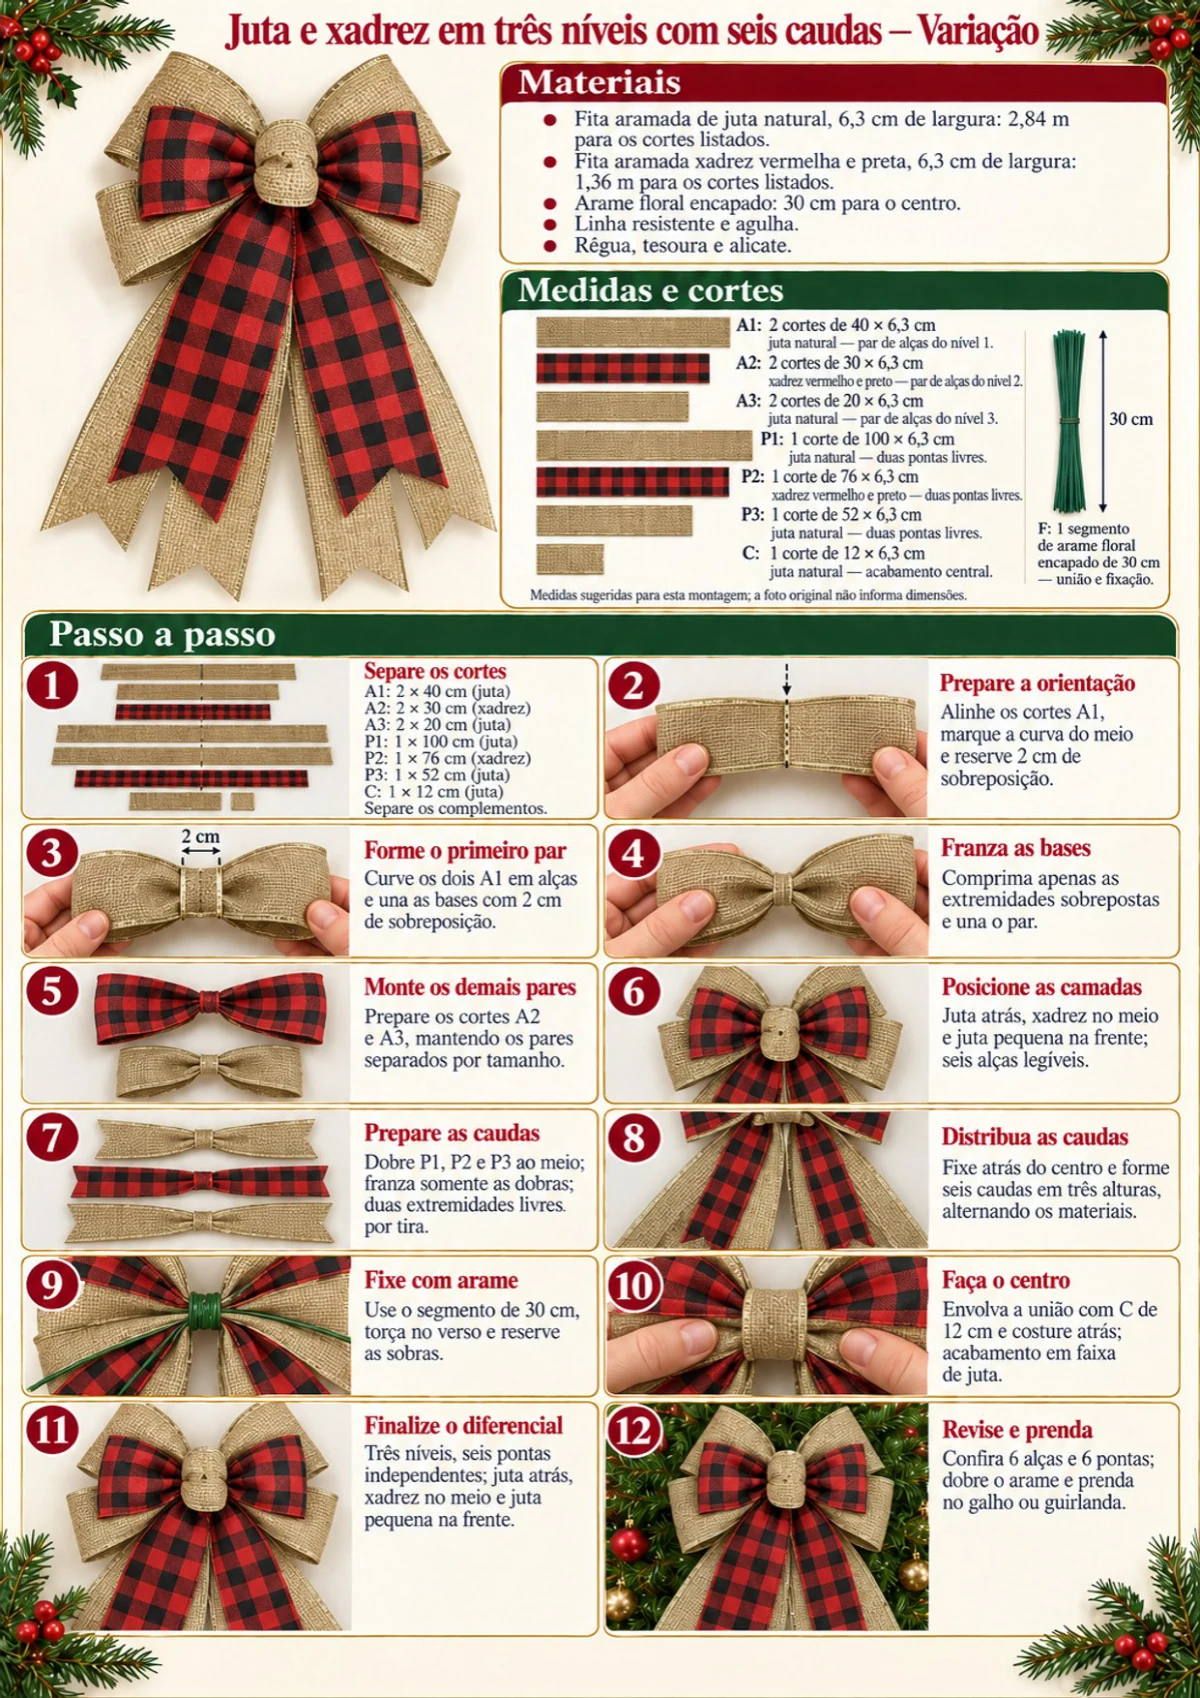 Juta e xadrez em três níveis com seis caudas – Variação
Materiais
Fita aramada de juta natural, 6,3 cm de largura: 2,84 m
para os cortes listados.
Fita aramada xadrez vermelha e preta, 6,3 cm de largura:
1,36 m para os cortes listados.
Arame floral encapado: 30 cm para o centro.
Linha resistente e agulha.
Régua, tesoura e alicate.
Medidas e cortes
A1: 2 cortes de 40 × 6,3 cm
juta natural — par de alças do nível 1.
A2: 2 cortes de 30 × 6,3 cm
xadrez vermelho e preto — par de alças do nível 2.
A3: 2 cortes de 20 × 6,3 cm
juta natural — par de alças do nível 3.
P1: 1 corte de 100 × 6,3 cm
juta natural — duas pontas livres.
P2: 1 corte de 76 × 6,3 cm
xadrez vermelho e preto — duas pontas livres.
P3: 1 corte de 52 × 6,3 cm
juta natural — duas pontas livres.
C: 1 corte de 12 × 6,3 cm
juta natural — acabamento central.
30 cm
F: 1 segmento
de arame floral
encapado de 30 cm
— união e fixação.
Medidas sugeridas para esta montagem; a foto original não informa dimensões.
Passo a passo
1
Separe os cortes
A1: 2 × 40 cm (juta)
A2: 2 × 30 cm (xadrez)
A3: 2 × 20 cm (juta)
P1: 1 × 100 cm (juta)
P2: 1 × 76 cm (xadrez)
P3: 1 × 52 cm (juta)
C: 1 × 12 cm (juta)
Separe os complementos.
2
Prepare a orientação
Alinhe os cortes A1,
marque a curva do meio
e reserve 2 cm de
sobreposição.
3
2 cm
Forme o primeiro par
Curve os dois A1 em alças
e una as bases com 2 cm
de sobreposição.
4
Franza as bases
Comprima apenas as
extremidades sobrepostas
e una o par.
5
Monte os demais pares
Prepare os cortes A2
e A3, mantendo os pares
separados por tamanho.
6
Posicione as camadas
Juta atrás, xadrez no meio
e juta pequena na frente;
seis alças legíveis.
7
Prepare as caudas
Dobre P1, P2 e P3 ao meio;
franza somente as dobras;
duas extremidades livres
por tira.
8
Distribua as caudas
Fixe atrás do centro e forme
seis caudas em três alturas,
alternando os materiais.
9
Fixe com arame
Use o segmento de 30 cm,
torça no verso e reserve
as sobras.
10
Faça o centro
Envolva a união com C de
12 cm e costure atrás;
acabamento em faixa
de juta.
11
Finalize o diferencial
Três níveis, seis pontas
independentes; juta atrás,
xadrez no meio e juta
pequena na frente.
12
Revise e prenda
Confira 6 alças e 6 pontas;
dobre o arame e prenda
no galho ou guirlanda.